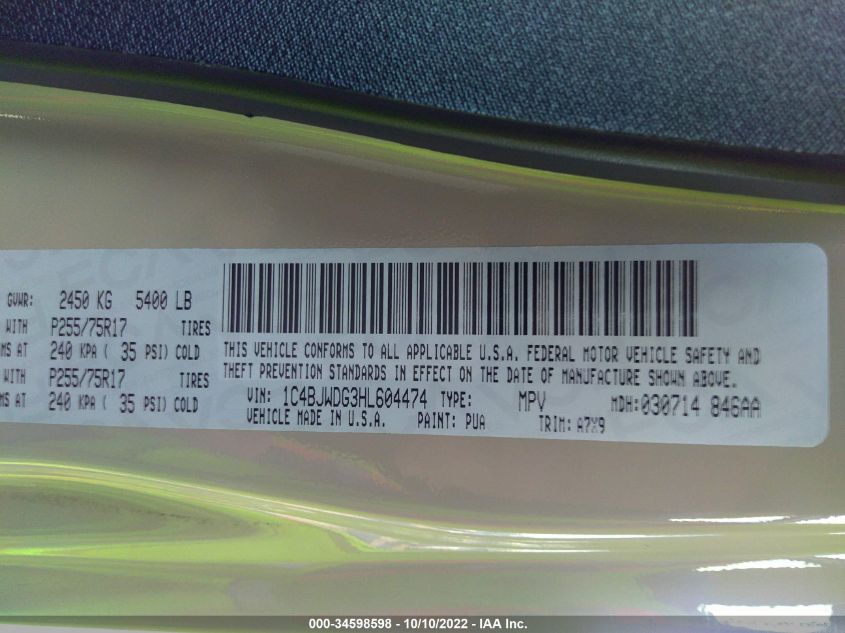 GVWR: 2450 KG 5400 LB
WITH P255/75R17 TIRES
MS AT 240 KPA ( 35 PSI) COLD
WITH P255/75R17 TIRES
MS AT 240 KPA ( 35 PSI) COLD
THIS VEHICLE CONFORMS TO ALL APPLICABLE U.S.A. FEDERAL MOTOR VEHICLE SAFETY AND
THEFT PREVENTION STANDARDS IN EFFECT ON THE DATE OF MANUFACTURE SHOWN ABOVE.
VIN: 1C4BJWDG3HL604474 TYPE: MPV MDH:030714 846AA
VEHICLE MADE IN U.S.A. PAINT: PUA TRIM: A7X9
000-34598598 - 10/10/2022 - IAA Inc.